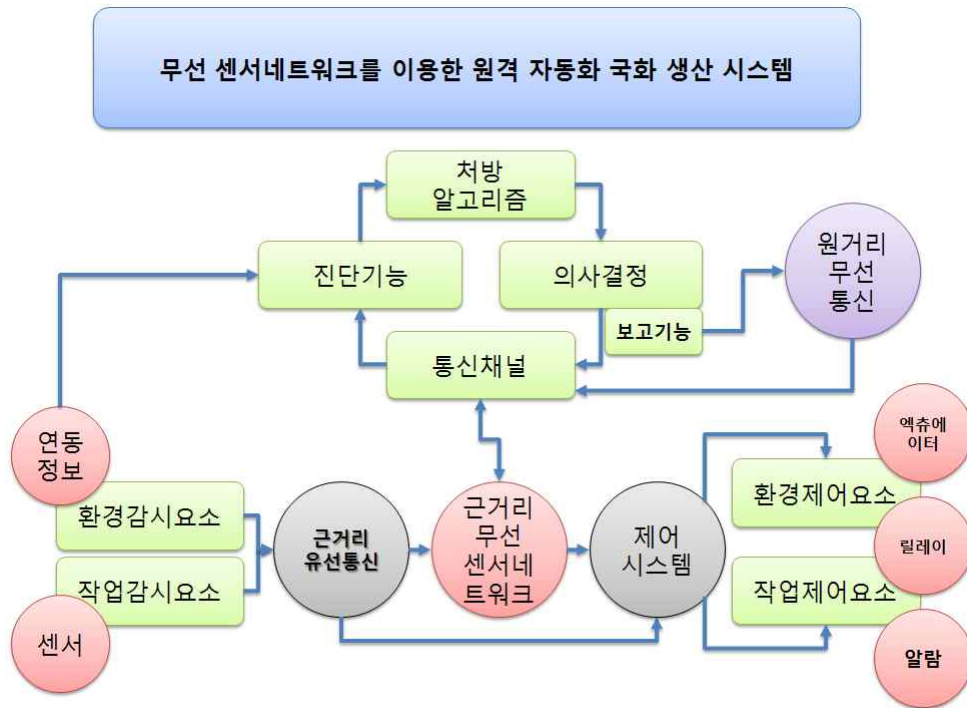 무선 센서네트워크를 이용한 원격 자동화 국화 생산 시스템
처방
알고리즘
진단기능
의사결정
보고기능
원거리
무선
통신
통신채널
연동
정보
환경감시요소
작업감시요소
센서
근거리
유선통신
근거리
무선
센서네
트워크
제어
시스템
엑츄에
이터
환경제어요소
릴레이
작업제어요소
알람